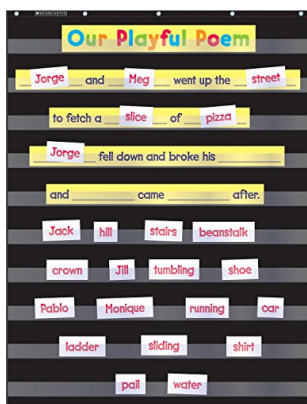 SCHOLASTIC
Our Playful Poem
Jorge and Meg went up the street
to fetch a slice of pizza
Jorge fell down and broke his
and came after.
Jack hill stairs beanstalk
crown Jill tumbling shoe
Pablo Monique running car
ladder sliding shirt
pail water